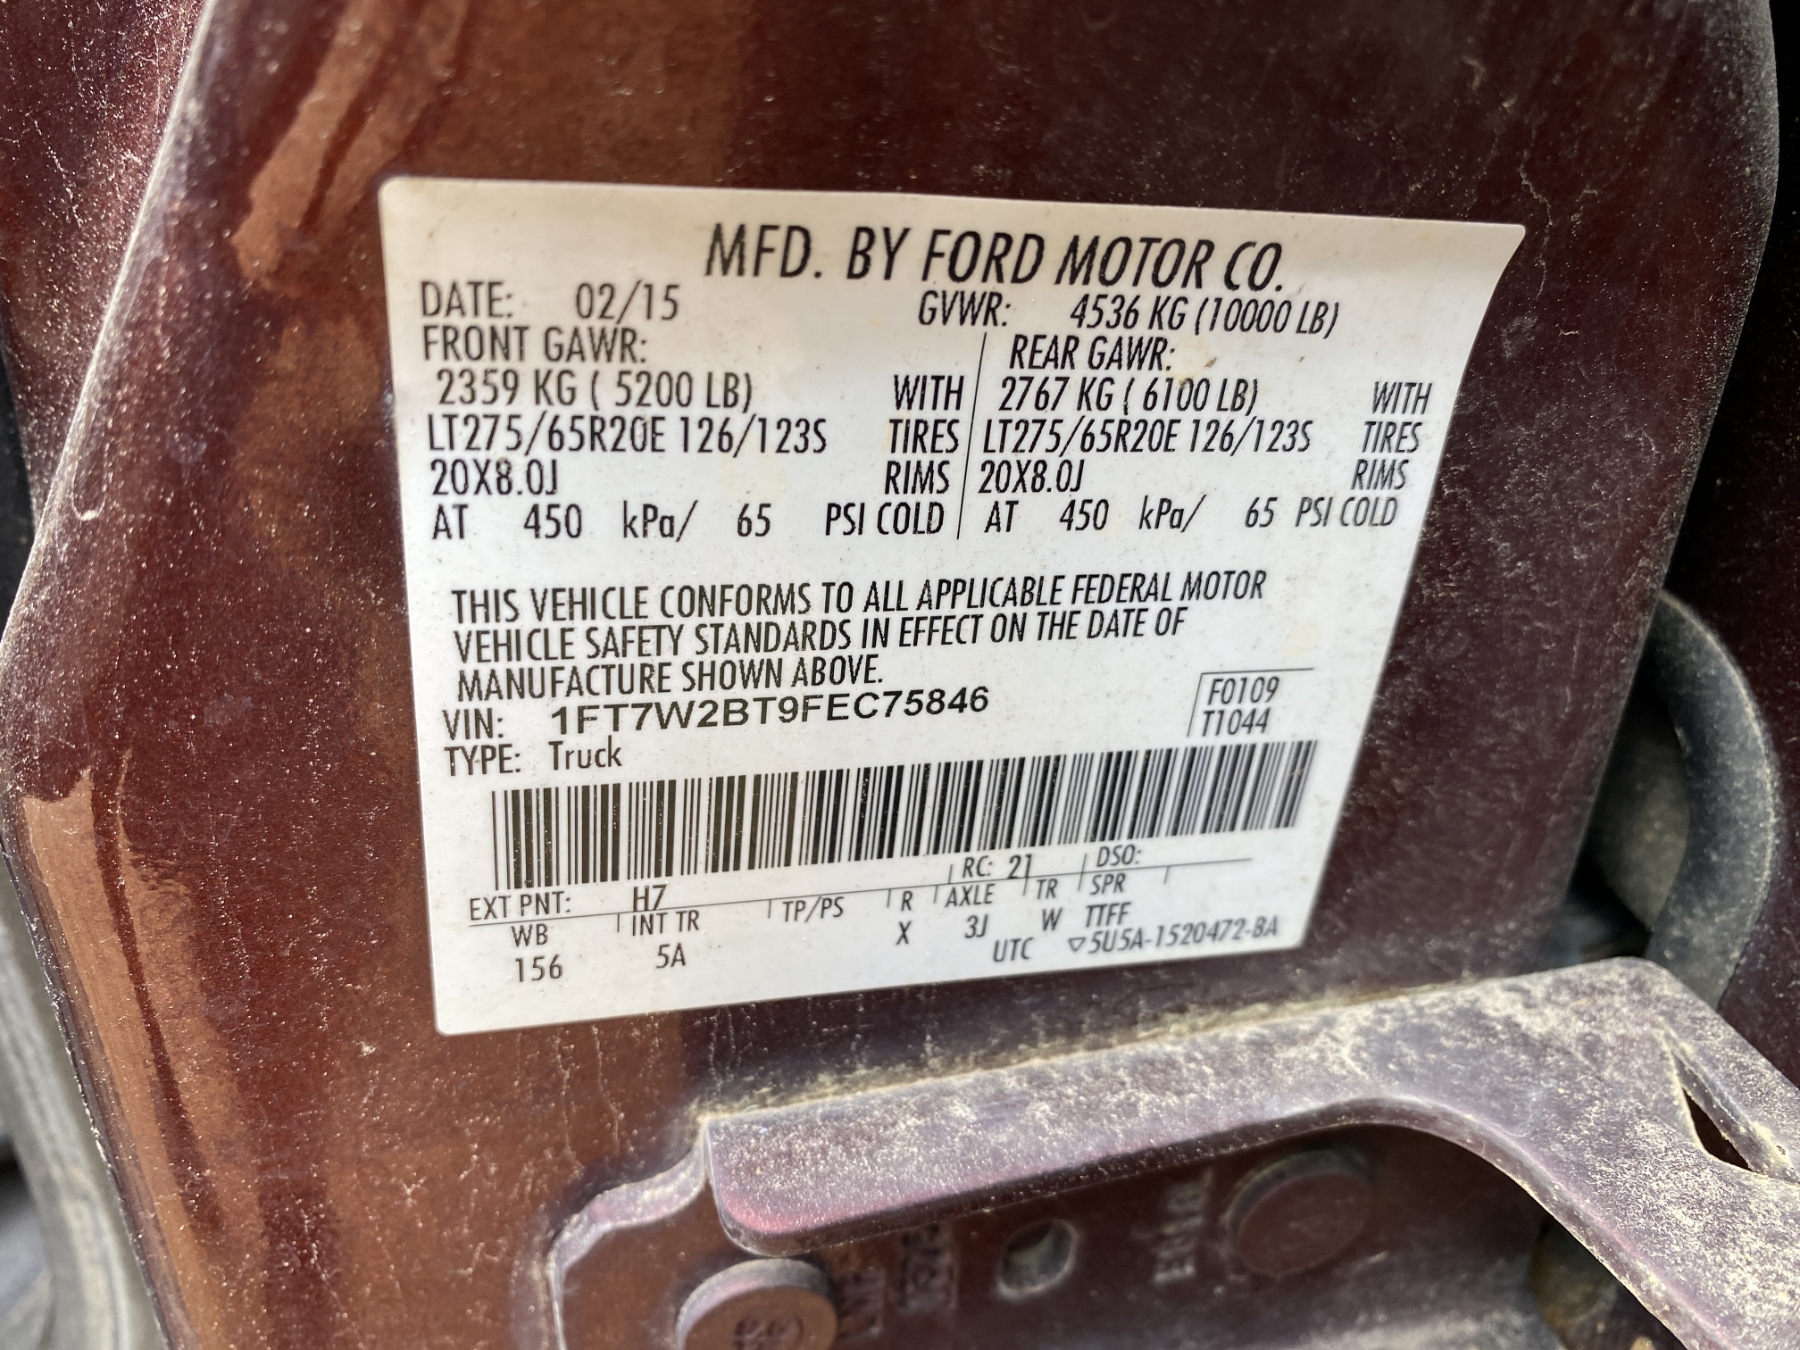 MFD. BY FORD MOTOR CO.
DATE: 02/15 GVWR: 4536 KG (10000 LB)
FRONT GAWR: REAR GAWR:
2359 KG ( 5200 LB) WITH 2767 KG ( 6100 LB) WITH
LT275/65R20E 126/123S TIRES LT275/65R20E 126/123S TIRES
20X8.0J RIMS 20X8.0J RIMS
AT 450 kPa/ 65 PSI COLD AT 450 kPa/ 65 PSI COLD
THIS VEHICLE CONFORMS TO ALL APPLICABLE FEDERAL MOTOR
VEHICLE SAFETY STANDARDS IN EFFECT ON THE DATE OF
MANUFACTURE SHOWN ABOVE.
VIN: 1FT7W2BT9FEC75846 F0109
TYPE: Truck T1044
EXT PNT: H7 RC: 21 DSO:
WB INT TR TP/PS R AXLE TR SPR
156 5A X 3J W TTFF
UTC ▽5U5A-1520472-BA